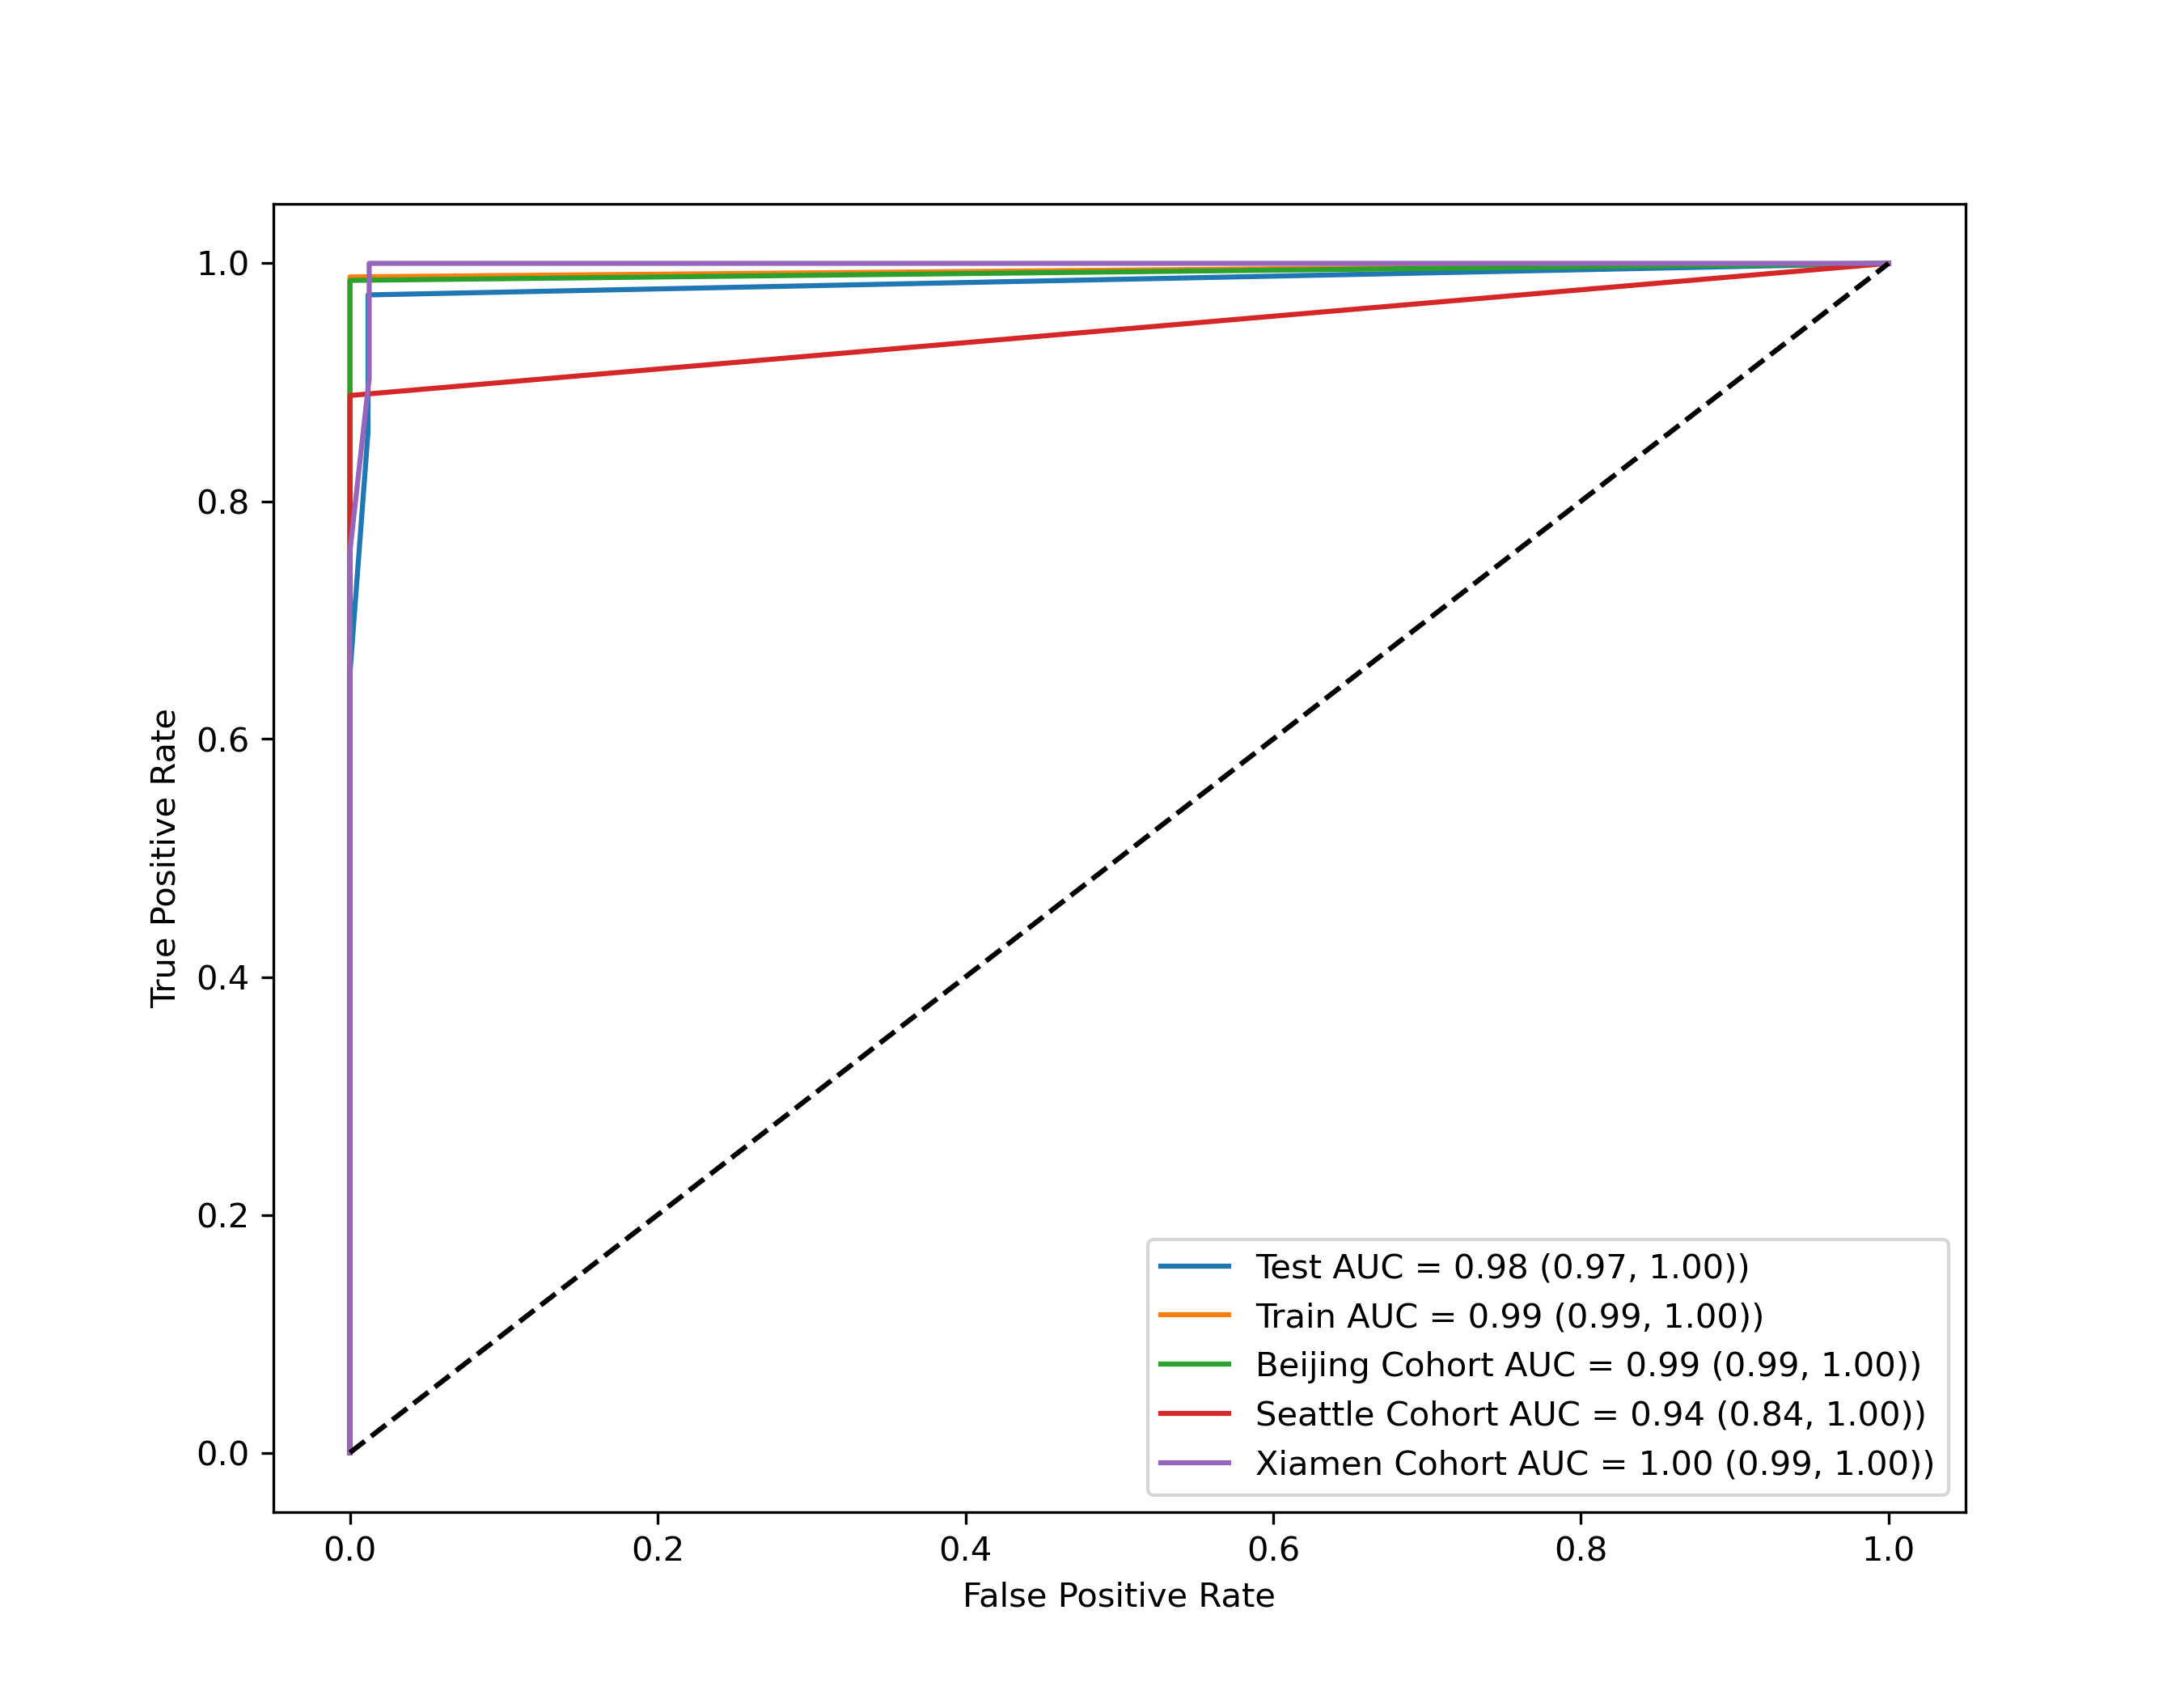 1.0
0.8
0.6
0.4
0.2
0.0
True Positive Rate
0.0 0.2 0.4 0.6 0.8 1.0
False Positive Rate
Test AUC = 0.98 (0.97, 1.00))
Train AUC = 0.99 (0.99, 1.00))
Beijing Cohort AUC = 0.99 (0.99, 1.00))
Seattle Cohort AUC = 0.94 (0.84, 1.00))
Xiamen Cohort AUC = 1.00 (0.99, 1.00))